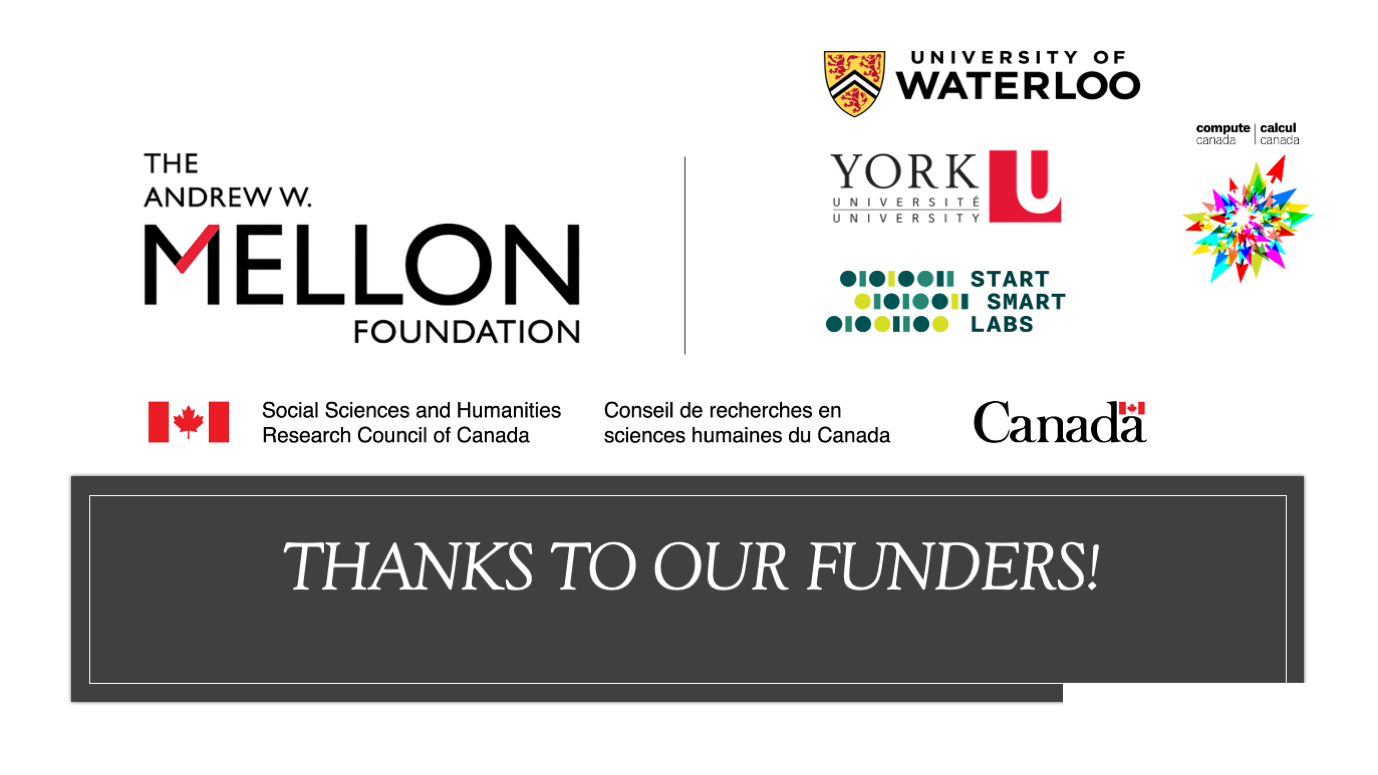 THE
ANDREW W.
MELLON
FOUNDATION
UNIVERSITY OF
WATERLOO
YORK
UNIVERSITÉ
UNIVERSITY
U
START
SMART
LABS
compute | calcul
canada | canada
Social Sciences and Humanities
Research Council of Canada
Conseil de recherches en
sciences humaines du Canada
Canada
THANKS TO OUR FUNDERS!